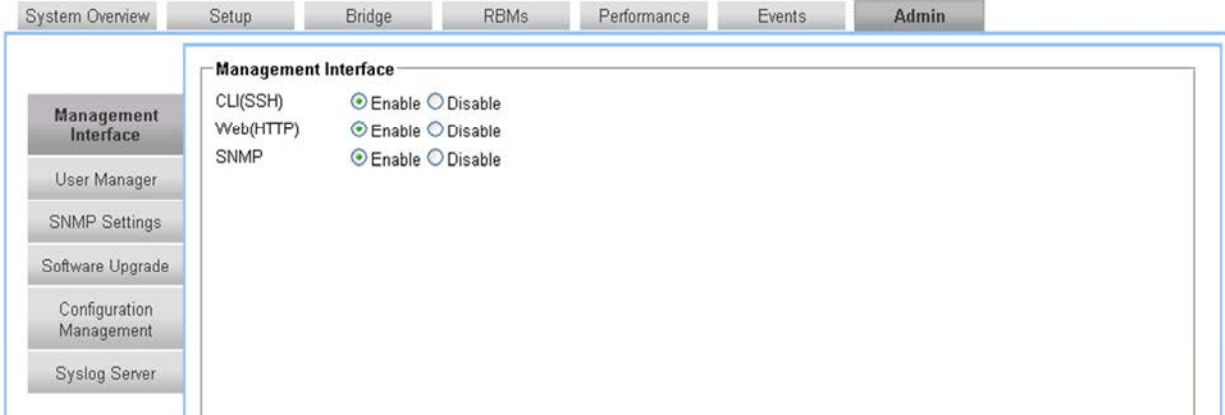 System Overview Setup Bridge RBMs Performance Events Admin
Management Interface
User Manager
SNMP Settings
Software Upgrade
Configuration Management
Syslog Server
Management Interface
CLI(SSH) Enable Disable
Web(HTTP) Enable Disable
SNMP Enable Disable